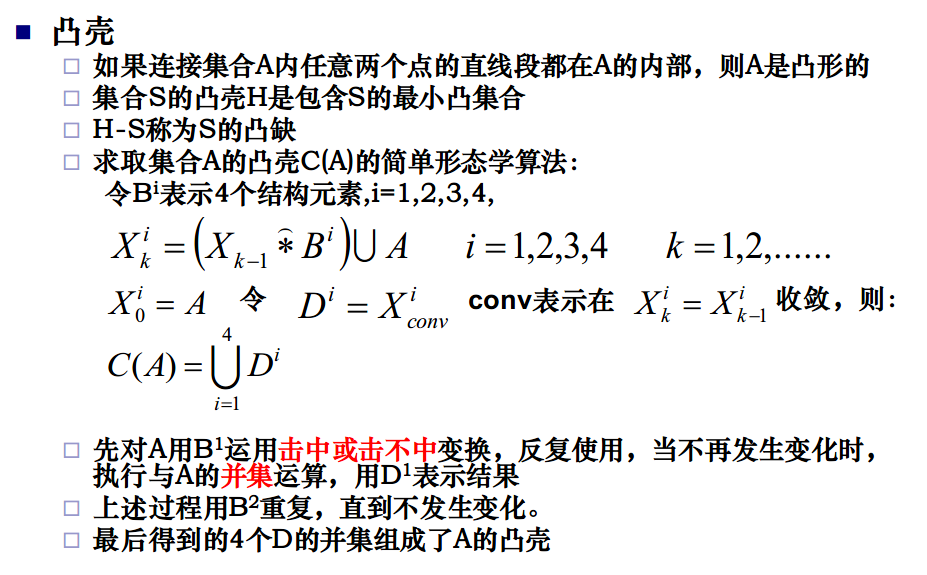 凸壳
如果连接集合A内任意两个点的直线段都在A的内部，则A是凸形的
集合S的凸壳H是包含S的最小凸集合
H-S称为S的凸缺
求取集合A的凸壳C(A)的简单形态学算法：
令Bⁱ表示4个结构元素,i=1,2,3,4,
$X_k^i = (X_{k-1} \overset{\frown}{*} B^i) \bigcup A$ $i = 1,2,3,4$ $k = 1,2,......$
$X_0^i = A$ 令 $D^i = X_{conv}^i$ conv表示在 $X_k^i = X_{k-1}^i$ 收敛，则：
$C(A) = \bigcup_{i=1}^{4} D^i$
先对A用B¹运用击中或击不中变换，反复使用，当不再发生变化时，
执行与A的并集运算，用D¹表示结果
上述过程用B²重复，直到不发生变化。
最后得到的4个D的并集组成了A的凸壳